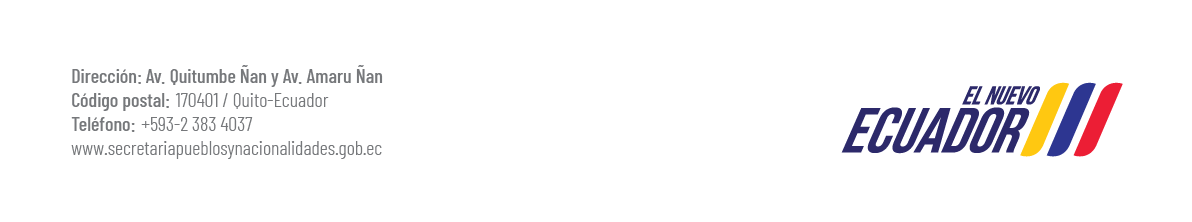 Dirección: Av. Quitumbe Ñan y Av. Amaru Ñan
Código postal: 170401 / Quito-Ecuador
Teléfono: +593-2 383 4037
www.secretariapueblosynacionalidades.gob.ec
EL NUEVO
ECUADOR